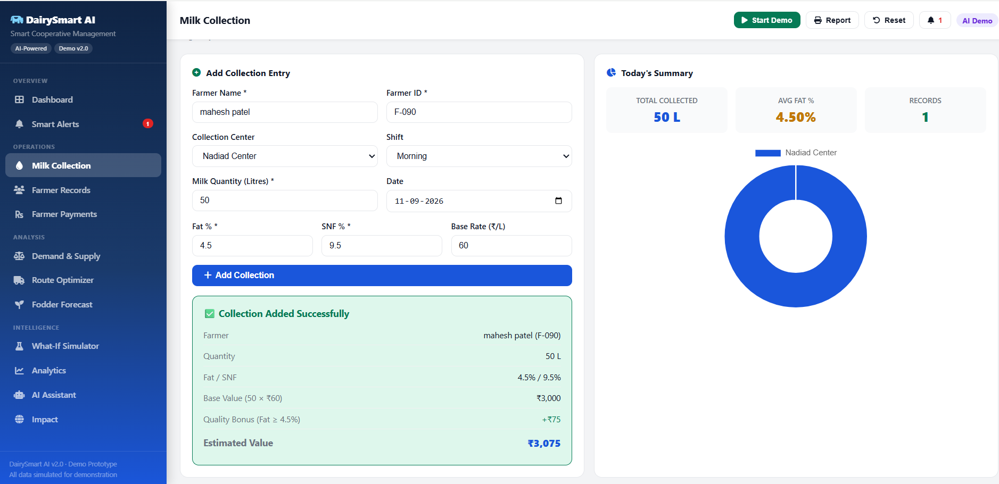 DairySmart AI
Smart Cooperative Management
AI-Powered
Demo v2.0
OVERVIEW
Dashboard
Smart Alerts
1
OPERATIONS
Milk Collection
Farmer Records
Rs Farmer Payments
ANALYSIS
Demand & Supply
Route Optimizer
Fodder Forecast
INTELLIGENCE
What-If Simulator
Analytics
AI Assistant
Impact
DairySmart AI v2.0 · Demo Prototype
All data simulated for demonstration
Milk Collection
Start Demo
Report
Reset
1
AI Demo
Add Collection Entry
Farmer Name *
Farmer ID *
mahesh patel
F-090
Collection Center
Shift
Nadiad Center
Morning
Milk Quantity (Litres) *
Date
50
11-09-2026
Fat % *
SNF % *
Base Rate (₹/L)
4.5
9.5
60
+ Add Collection
✅ Collection Added Successfully
Farmer mahesh patel (F-090)
Quantity 50 L
Fat / SNF 4.5% / 9.5%
Base Value (50 × ₹60) ₹3,000
Quality Bonus (Fat ≥ 4.5%) +₹75
Estimated Value ₹3,075
Today's Summary
TOTAL COLLECTED
50 L
AVG FAT %
4.50%
RECORDS
1
Nadiad Center